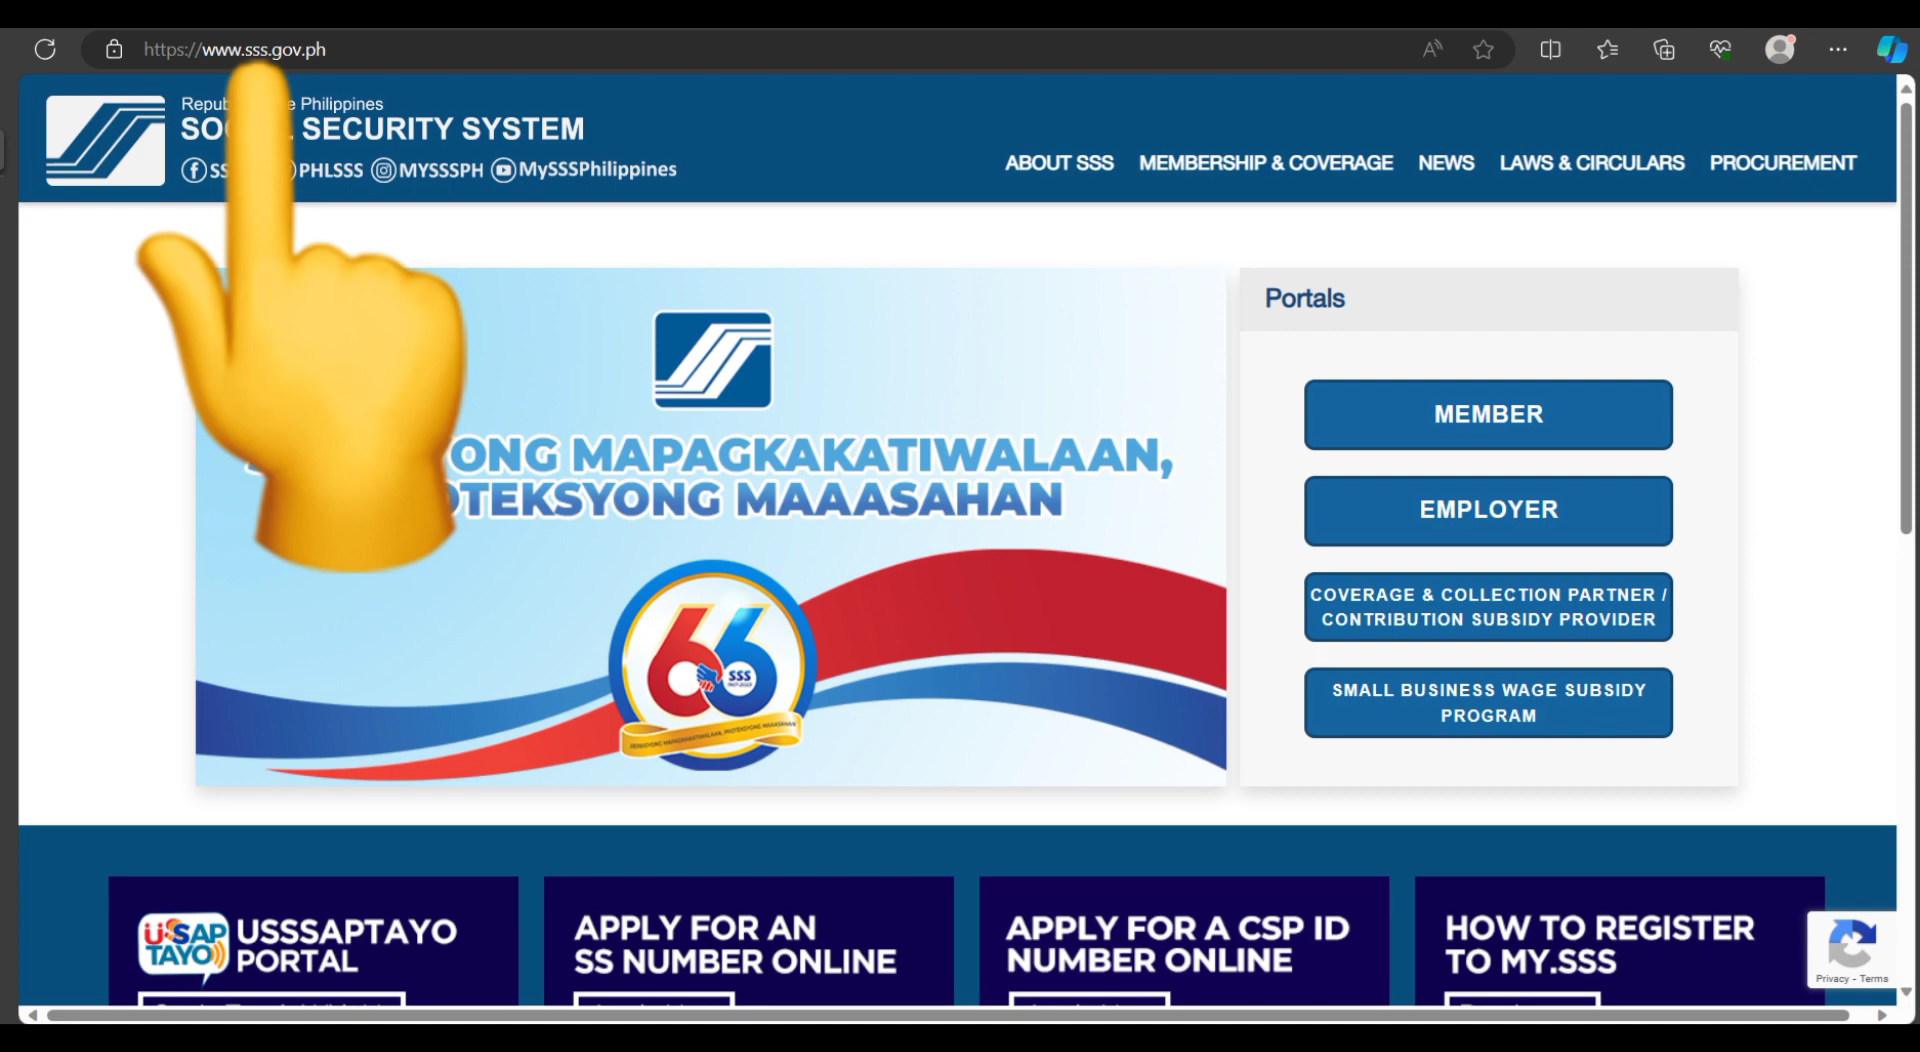 https://www.sss.gov.ph
Philippines
SECURITY SYSTEM
PHLSSS MYSSSPH MySSSPhilippines
ABOUT SSS MEMBERSHIP & COVERAGE NEWS LAWS & CIRCULARS PROCUREMENT
MAPAGKAKATIWALAAN,
MAAASAHAN
66
SSS
Portals
MEMBER
EMPLOYER
COVERAGE & COLLECTION PARTNER /
CONTRIBUTION SUBSIDY PROVIDER
SMALL BUSINESS WAGE SUBSIDY
PROGRAM
USSAP
TAYO
USSSAPTAYO
PORTAL
APPLY FOR AN
SS NUMBER ONLINE
APPLY FOR A CSP ID
NUMBER ONLINE
HOW TO REGISTER
TO MY.SSS
Privacy - Terms